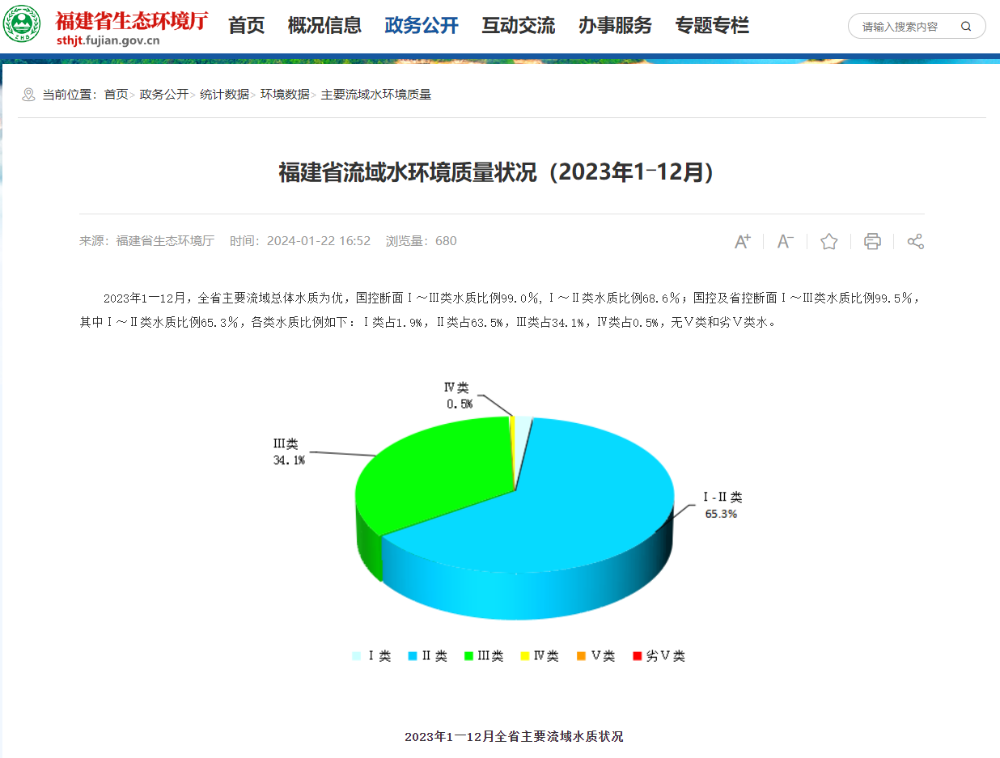 福建省生态环境厅
sthjt.fujian.gov.cn
首页 概况信息 政务公开 互动交流 办事服务 专题专栏
请输入搜索内容
当前位置：首页> 政务公开> 统计数据> 环境数据> 主要流域水环境质量
福建省流域水环境质量状况（2023年1-12月）
来源：福建省生态环境厅 时间：2024-01-22 16:52 浏览量：680
A+ A-
2023年1—12月，全省主要流域总体水质为优，国控断面Ⅰ～Ⅲ类水质比例99.0％, Ⅰ～Ⅱ类水质比例68.6％；国控及省控断面Ⅰ～Ⅲ类水质比例99.5％，
其中Ⅰ～Ⅱ类水质比例65.3％，各类水质比例如下：Ⅰ类占1.9%，Ⅱ类占63.5%，Ⅲ类占34.1%，Ⅳ类占0.5%，无Ⅴ类和劣Ⅴ类水。
Ⅳ类
0.5%
Ⅲ类
34.1%
Ⅰ-Ⅱ类
65.3%
Ⅰ类 Ⅱ类 Ⅲ类 Ⅳ类 Ⅴ类 劣Ⅴ类
2023年1—12月全省主要流域水质状况